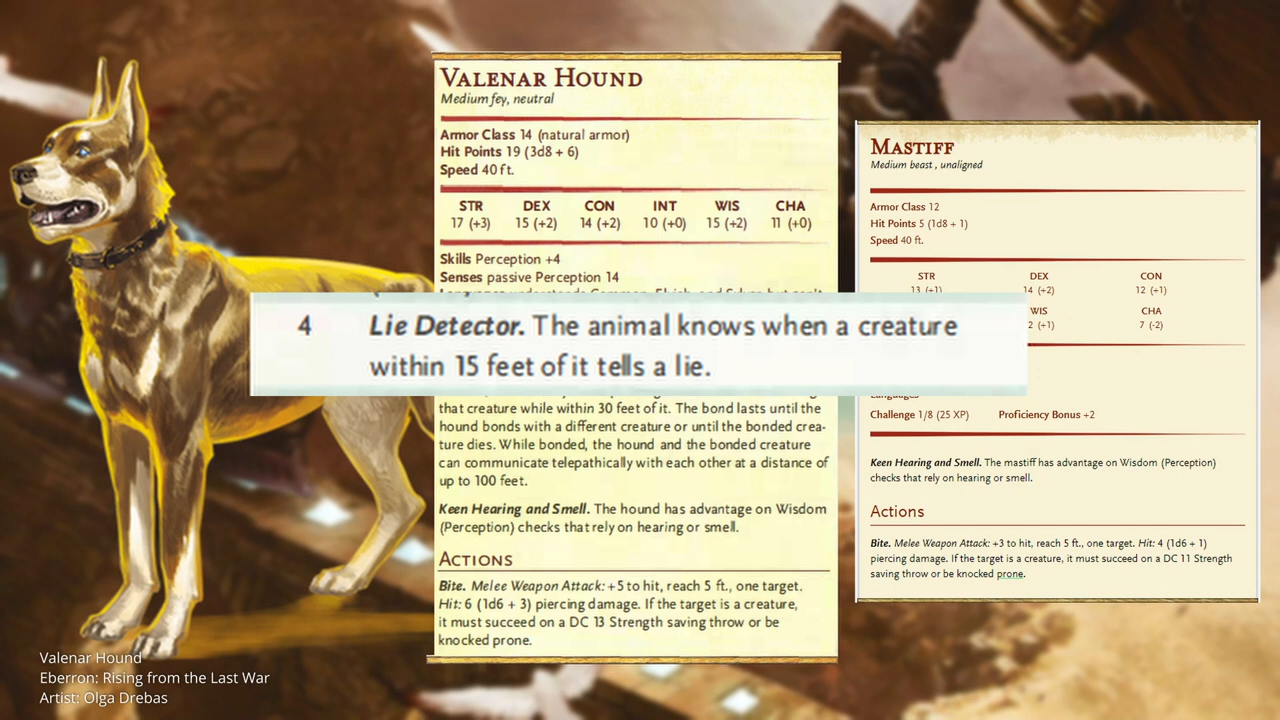 VALENAR HOUND
Medium fey, neutral
Armor Class 14 (natural armor)
Hit Points 19 (3d8 + 6)
Speed 40 ft.
STR DEX CON INT WIS CHA
17 (+3) 15 (+2) 14 (+2) 10 (+0) 15 (+2) 11 (+0)
Skills Perception +4
Senses passive Perception 14
4 Lie Detector. The animal knows when a creature
within 15 feet of it tells a lie.
that creature while within 30 feet of it. The bond lasts until the
hound bonds with a different creature or until the bonded crea-
ture dies. While bonded, the hound and the bonded creature
can communicate telepathically with each other at a distance of
up to 100 feet.
Keen Hearing and Smell. The hound has advantage on Wisdom
(Perception) checks that rely on hearing or smell.
ACTIONS
Bite. Melee Weapon Attack: +5 to hit, reach 5 ft., one target.
Hit: 6 (1d6 + 3) piercing damage. If the target is a creature,
it must succeed on a DC 13 Strength saving throw or be
knocked prone.
MASTIFF
Medium beast , unaligned
Armor Class 12
Hit Points 5 (1d8 + 1)
Speed 40 ft.
STR DEX CON
13 (+1) 14 (+2) 12 (+1)
WIS CHA
2 (+1) 7 (-2)
Languages
Challenge 1/8 (25 XP) Proficiency Bonus +2
Keen Hearing and Smell. The mastiff has advantage on Wisdom (Perception)
checks that rely on hearing or smell.
Actions
Bite. Melee Weapon Attack: +3 to hit, reach 5 ft., one target. Hit: 4 (1d6 + 1)
piercing damage. If the target is a creature, it must succeed on a DC 11 Strength
saving throw or be knocked prone.
Valenar Hound
Eberron: Rising from the Last War
Artist: Olga Drebas